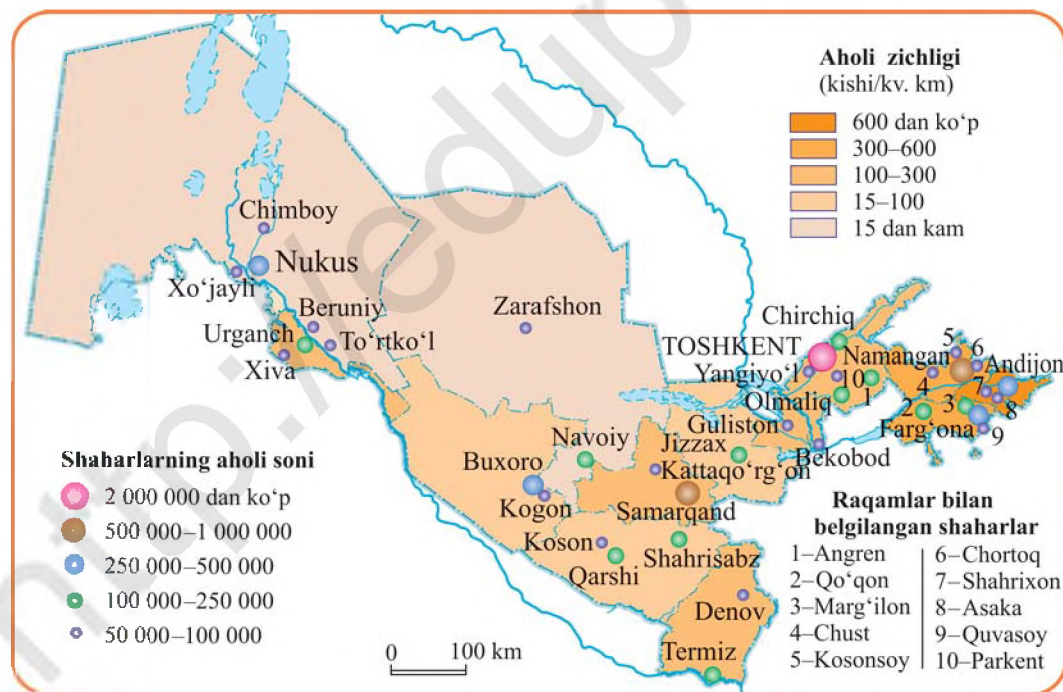 Aholi zichligi
(kishi/kv. km)
600 dan ko‘p
300–600
100–300
15–100
15 dan kam
Chimboy
Nukus
Xo‘jayli
Beruniy
Urganch
To‘rtko‘l
Xiva
Zarafshon
Chirchiq
TOSHKENT
Namangan
5
6
Andijon
Yangiyo‘l
10
4
7
Olmaliq
1
2
3
8
Guliston
Farg‘ona
9
Navoiy
Jizzax
Bekobod
Buxoro
Kattaqo‘rg‘on
Kogon
Samarqand
Koson
Shahrisabz
Qarshi
Denov
Termiz
Shaharlarning aholi soni
2 000 000 dan ko‘p
500 000–1 000 000
250 000–500 000
100 000–250 000
50 000–100 000
0 100 km
Raqamlar bilan
belgilangan shaharlar
1–Angren
2–Qo‘qon
3–Marg‘ilon
4–Chust
5–Kosonsoy
6–Chortoq
7–Shahrixon
8–Asaka
9–Quvasoy
10–Parkent
http://edup